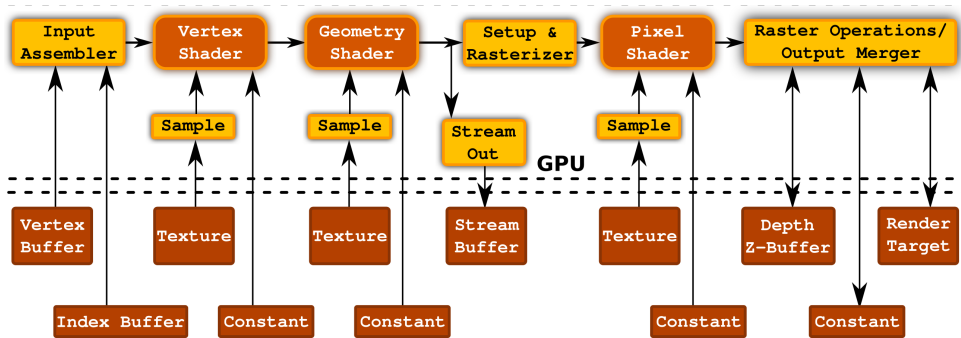 Input
Assembler
Vertex
Shader
Geometry
Shader
Setup &
Rasterizer
Pixel
Shader
Raster Operations/
Output Merger
Sample
Sample
Stream
Out
Sample
GPU
Vertex
Buffer
Texture
Texture
Stream
Buffer
Texture
Depth
Z-Buffer
Render
Target
Index Buffer
Constant
Constant
Constant
Constant